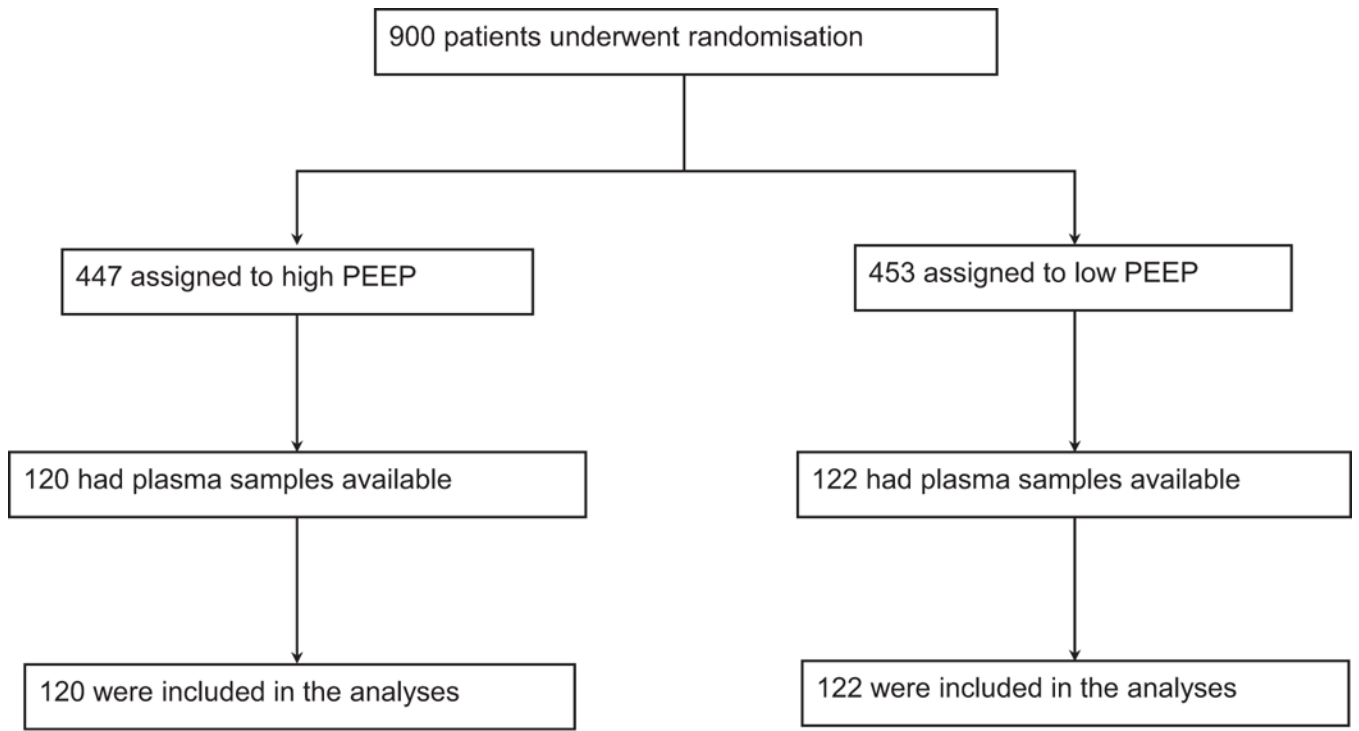 900 patients underwent randomisation
447 assigned to high PEEP
453 assigned to low PEEP
120 had plasma samples available
122 had plasma samples available
120 were included in the analyses
122 were included in the analyses